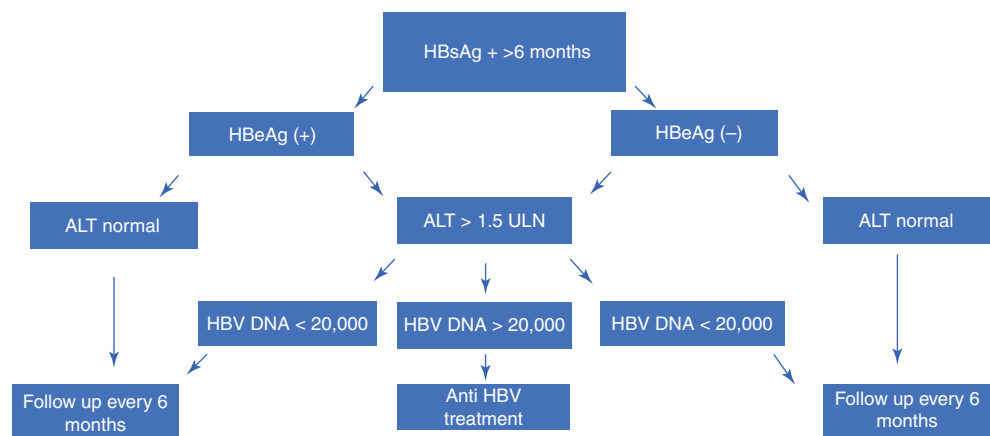 HBsAg + >6 months
HBeAg (+)
HBeAg (–)
ALT normal
ALT > 1.5 ULN
ALT normal
HBV DNA < 20,000
HBV DNA > 20,000
HBV DNA < 20,000
Follow up every 6
months
Anti HBV
treatment
Follow up every 6
months